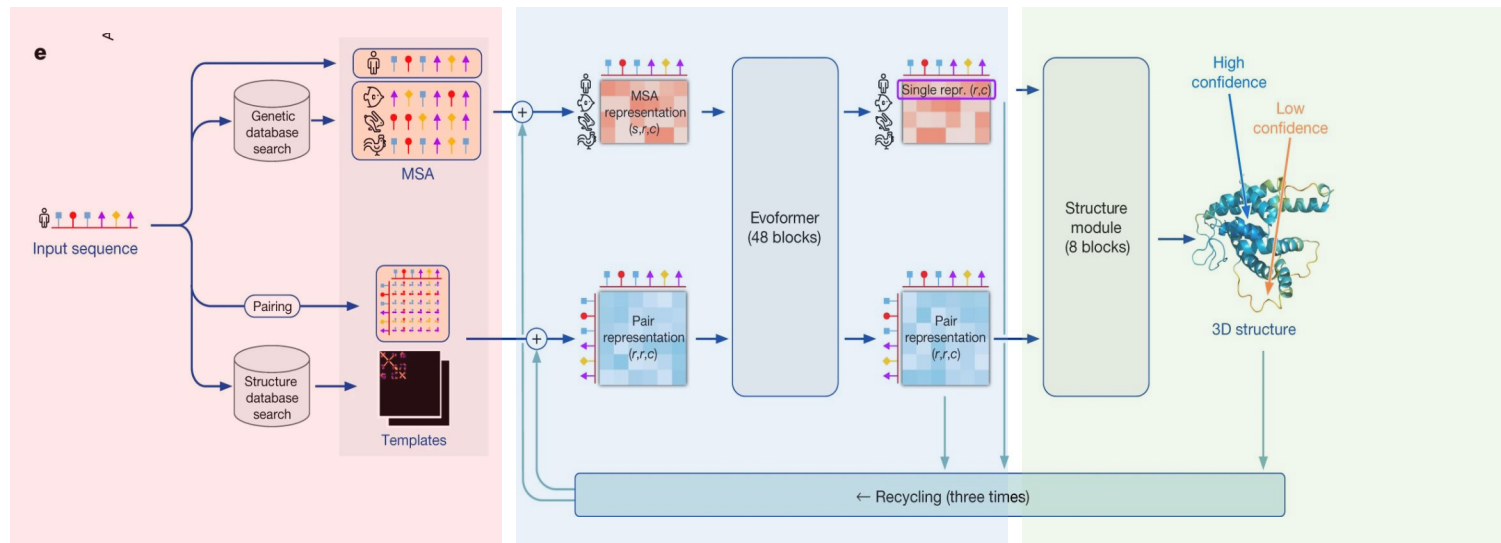 e
Input sequence
Genetic
database
search
Pairing
Structure
database
search
MSA
Templates
+
+
MSA
representation
(s,r,c)
Pair
representation
(r,r,c)
Evoformer
(48 blocks)
Single repr. (r,c)
Pair
representation
(r,r,c)
Structure
module
(8 blocks)
High
confidence
Low
confidence
3D structure
← Recycling (three times)